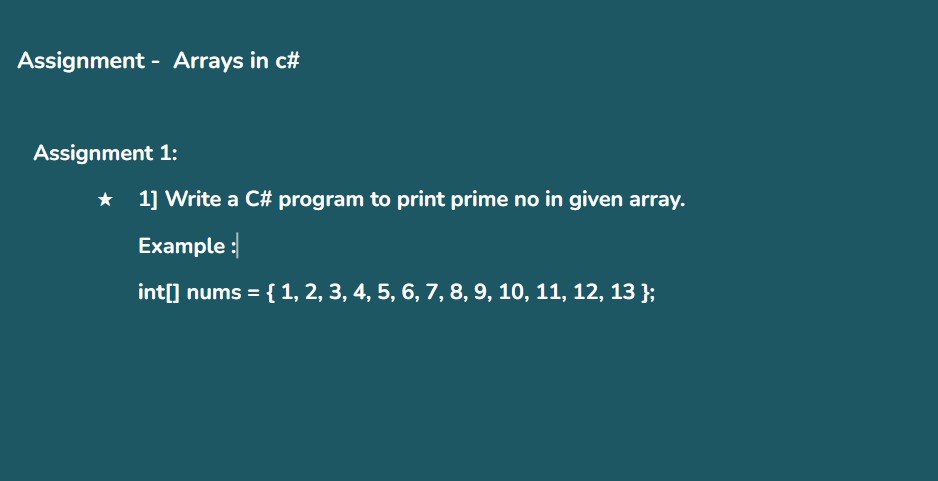 Assignment - Arrays in c#
Assignment 1:
★ 1] Write a C# program to print prime no in given array.
Example :
int[] nums = { 1, 2, 3, 4, 5, 6, 7, 8, 9, 10, 11, 12, 13 };